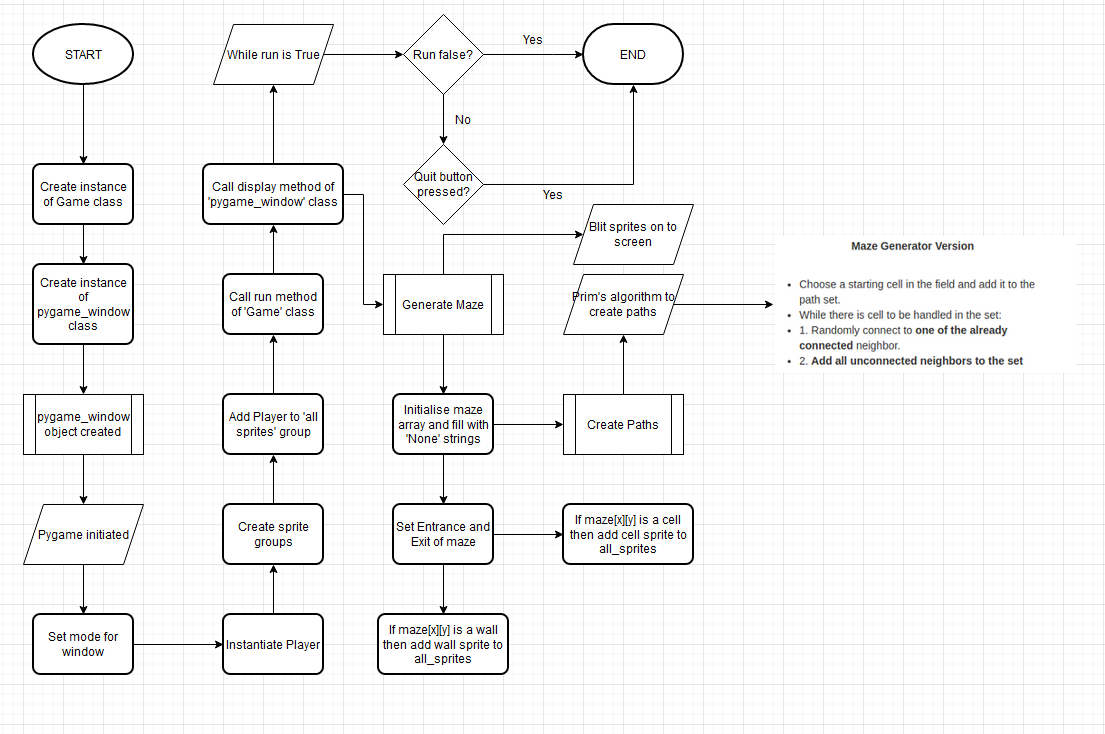 START
Create instance
of Game class
Create instance
of
pygame_window
class
pygame_window
object created
Pygame initiated
Set mode for
window
Instantiate Player
Create sprite
groups
Add Player to 'all
sprites' group
Call run method
of 'Game' class
Call display method of
'pygame_window' class
While run is True
Run false?
Yes
END
No
Quit button
pressed?
Yes
Blit sprites on to
screen
Generate Maze
Prim's algorithm to
create paths
Initialise maze
array and fill with
'None' strings
Create Paths
Set Entrance and
Exit of maze
If maze[x][y] is a cell
then add cell sprite to
all_sprites
If maze[x][y] is a wall
then add wall sprite to
all_sprites
Maze Generator Version
• Choose a starting cell in the field and add it to the
path set.
• While there is cell to be handled in the set:
• 1. Randomly connect to one of the already
connected neighbor.
• 2. Add all unconnected neighbors to the set